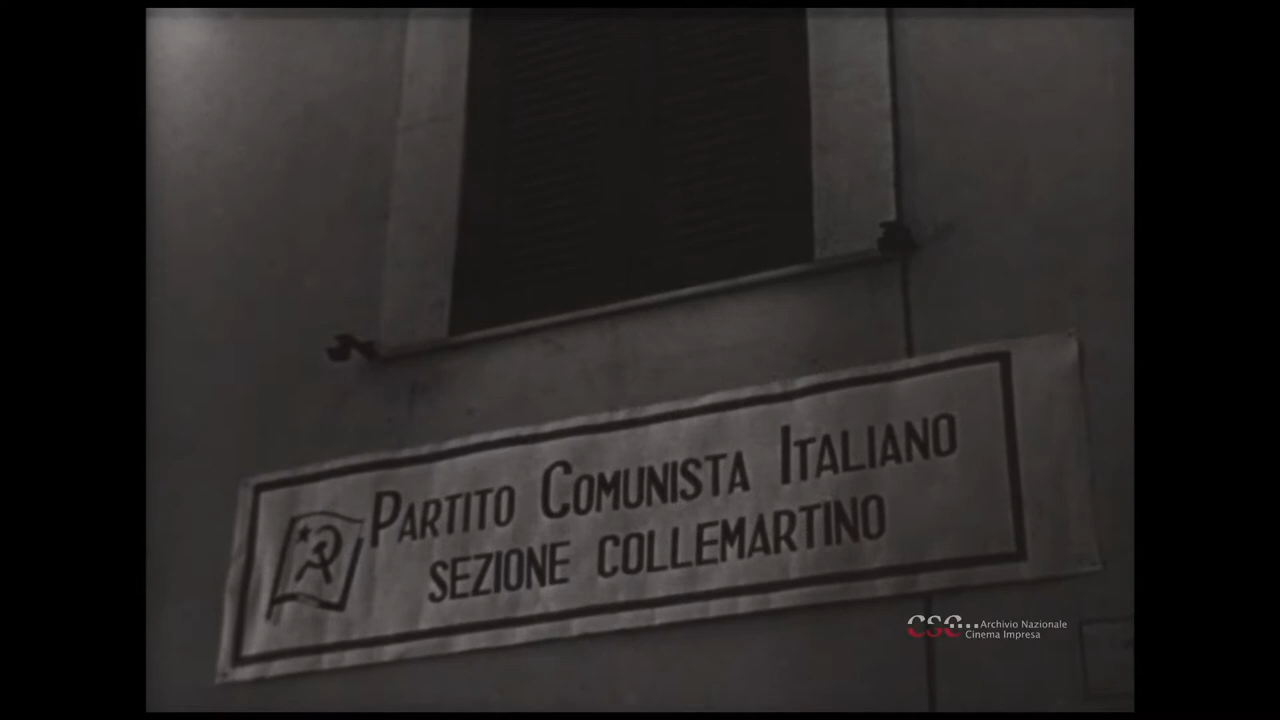 PARTITO COMUNISTA ITALIANO
SEZIONE COLLEMARTINO
CSC... Archivio Nazionale
Cinema Impresa